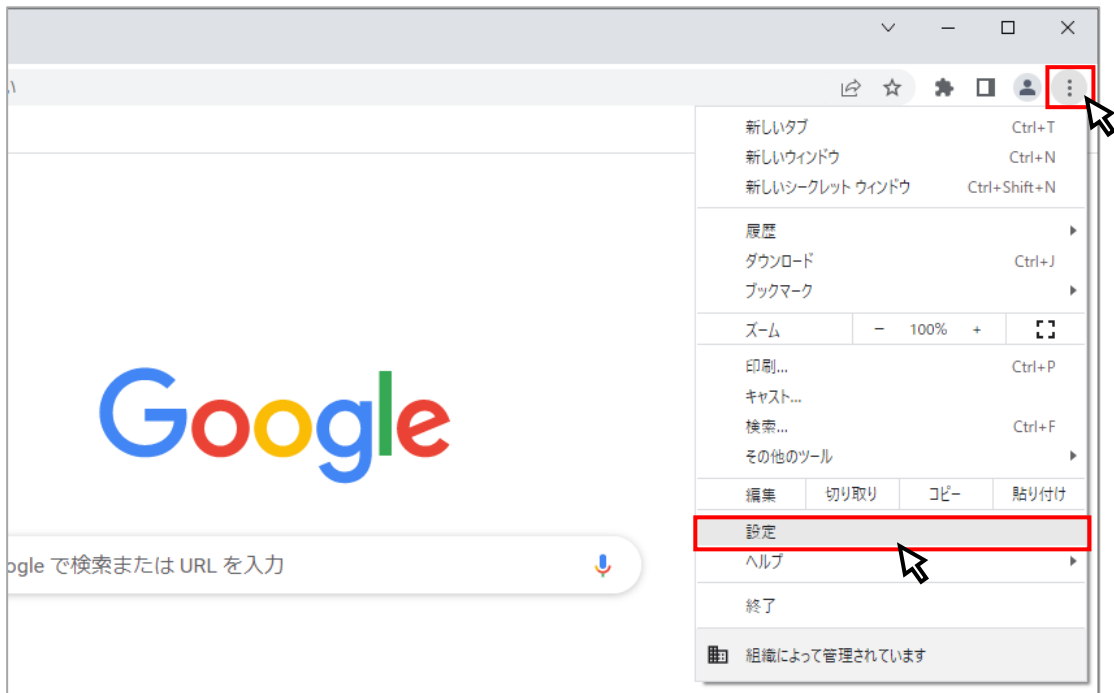 新しいタブ Ctrl+T
新しいウィンドウ Ctrl+N
新しいシークレット ウィンドウ Ctrl+Shift+N
履歴
ダウンロード Ctrl+J
ブックマーク
ズーム － 100% +
印刷... Ctrl+P
キャスト...
検索... Ctrl+F
その他のツール
編集 切り取り コピー 貼り付け
設定
ヘルプ
終了
組織によって管理されています
Google
ogle で検索または URL を入力